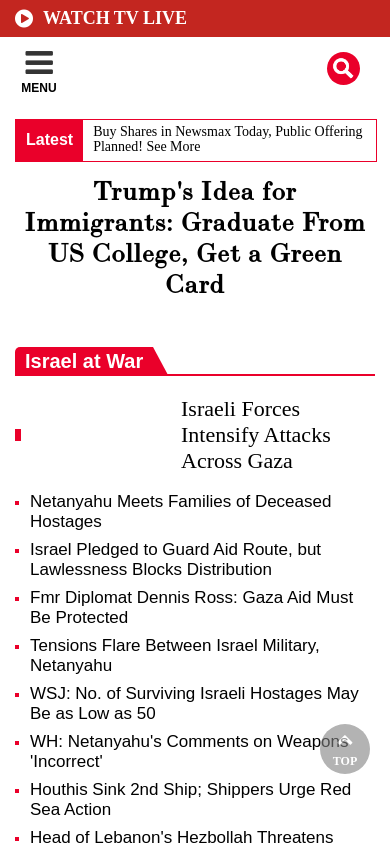 WATCH TV LIVE
MENU
Latest
Buy Shares in Newsmax Today, Public Offering
Planned! See More
Trump's Idea for
Immigrants: Graduate From
US College, Get a Green
Card
Israel at War
Israeli Forces
Intensify Attacks
Across Gaza
Netanyahu Meets Families of Deceased
Hostages
Israel Pledged to Guard Aid Route, but
Lawlessness Blocks Distribution
Fmr Diplomat Dennis Ross: Gaza Aid Must
Be Protected
Tensions Flare Between Israel Military,
Netanyahu
WSJ: No. of Surviving Israeli Hostages May
Be as Low as 50
WH: Netanyahu's Comments on Weapons
'Incorrect'
TOP
Houthis Sink 2nd Ship; Shippers Urge Red
Sea Action
Head of Lebanon's Hezbollah Threatens